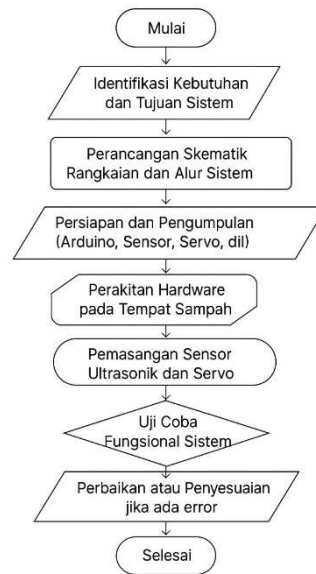 Mulai
Identifikasi Kebutuhan
dan Tujuan Sistem
Perancangan Skematik
Rangkaian dan Alur Sistem
Persiapan dan Pengumpulan
(Arduino, Sensor, Servo, dil)
Perakitan Hardware
pada Tempat Sampah
Pemasangan Sensor
Ultrasonik dan Servo
Uji Coba
Fungsional Sistem
Perbaikan atau Penyesuaian
jika ada error
Selesai